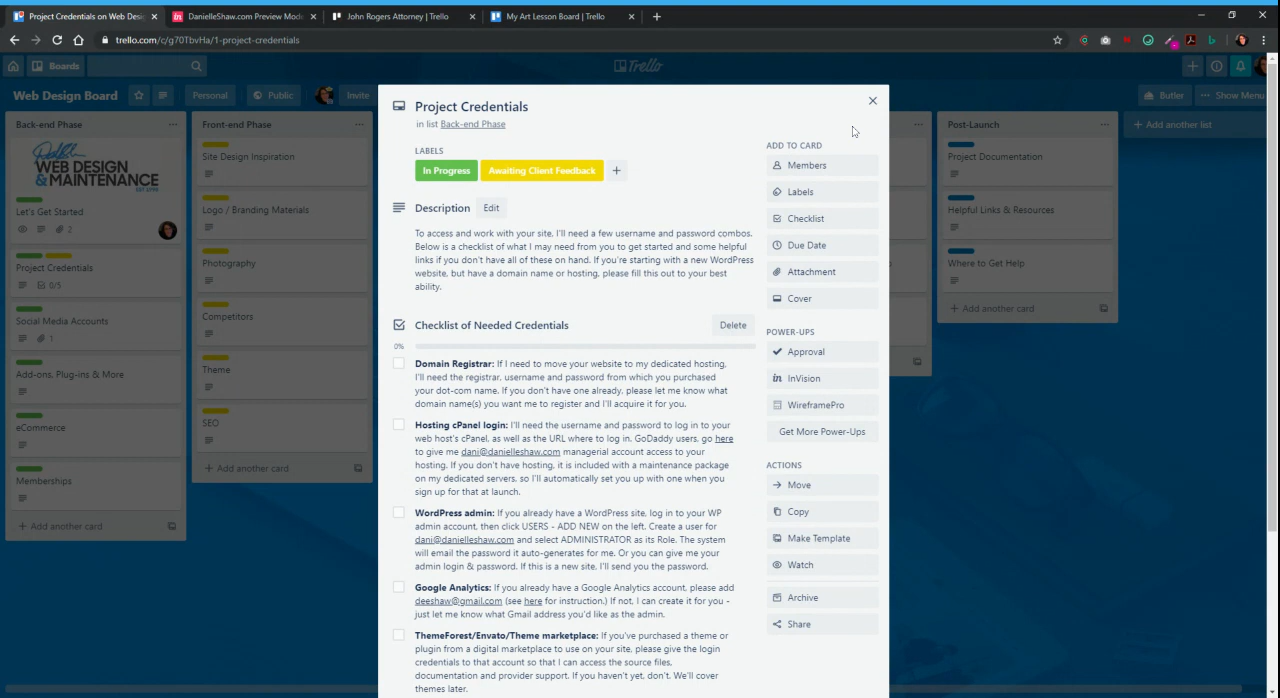 Project Credentials on Web Desi
DanielleShaw.com Preview Mode
John Rogers Attorney | Trello
My Art Lesson Board | Trello
trello.com/c/g70TbvHa/1-project-credentials
Boards
Trello
Web Design Board
Personal
Public
Invite
Butler
... Show Menu
Back-end Phase
WEB DESIGN
& MAINTENANCE
Let's Get Started
2
Project Credentials
0/5
Social Media Accounts
1
Add-ons, Plug-ins & More
eCommerce
Memberships
+ Add another card
Front-end Phase
Site Design Inspiration
Logo / Branding Materials
Photography
Competitors
Theme
SEO
+ Add another card
Project Credentials
in list Back-end Phase
LABELS
In Progress
Awaiting Client Feedback
+
Description
Edit
To access and work with your site, I'll need a few username and password combos.
Below is a checklist of what I may need from you to get started and some helpful
links if you don't have all of these on hand. If you're starting with a new WordPress
website, but have a domain name or hosting, please fill this out to your best
ability.
Checklist of Needed Credentials
Delete
0%
Domain Registrar: If I need to move your website to my dedicated hosting,
I'll need the registrar, username and password from which you purchased
your dot-com name. If you don't have one already, please let me know what
domain name(s) you want me to register and I'll acquire it for you.
Hosting cPanel login: I'll need the username and password to log in to your
web host's cPanel, as well as the URL where to log in. GoDaddy users, go here
to give me dani@danielleshaw.com managerial account access to your
hosting. If you don't have hosting, it is included with a maintenance package
on my dedicated servers, so I'll automatically set you up with one when you
sign up for that at launch.
WordPress admin: If you already have a WordPress site, log in to your WP
admin account, then click USERS - ADD NEW on the left. Create a user for
dani@danielleshaw.com and select ADMINISTRATOR as its Role. The system
will email the password it auto-generates for me. Or you can give me your
admin login & password. If this is a new site, I'll send you the password.
Google Analytics: If you already have a Google Analytics account, please add
deeshaw@gmail.com (see here for instruction.) If not, I can create it for you -
just let me know what Gmail address you'd like as the admin.
ThemeForest/Envato/Theme marketplace: If you've purchased a theme or
plugin from a digital marketplace to use on your site, please give the login
credentials to that account so that I can access the source files.
documentation and provider support. If you haven't yet, don't. We'll cover
themes later.
ADD TO CARD
Members
Labels
Checklist
Due Date
Attachment
Cover
POWER-UPS
Approval
InVision
WireframePro
Get More Power-Ups
ACTIONS
Move
Copy
Make Template
Watch
Archive
Share
Post-Launch
Project Documentation
Helpful Links & Resources
Where to Get Help
+ Add another card
+ Add another list